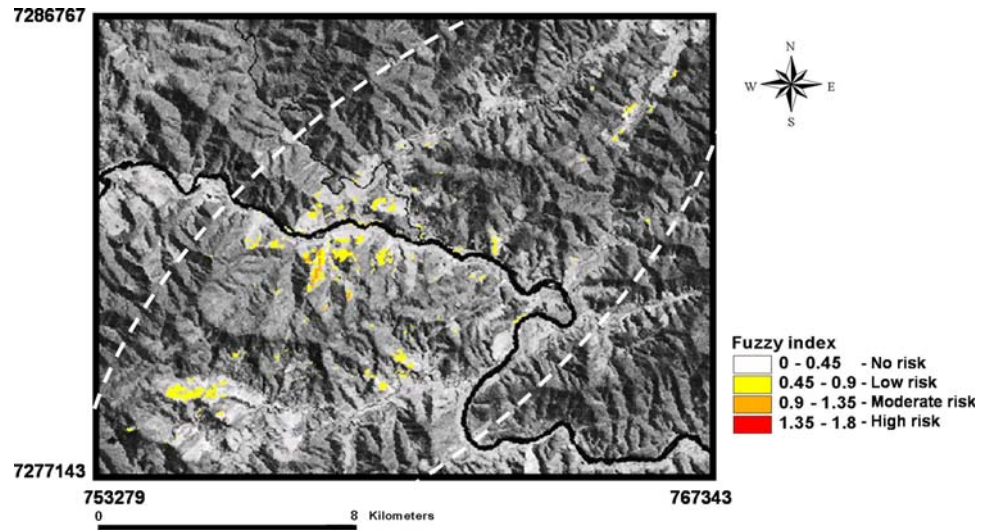 7286767
N
W E
S
Fuzzy index
0 - 0.45 - No risk
0.45 - 0.9 - Low risk
0.9 - 1.35 - Moderate risk
1.35 - 1.8 - High risk
7277143
753279 767343
0 8 Kilometers